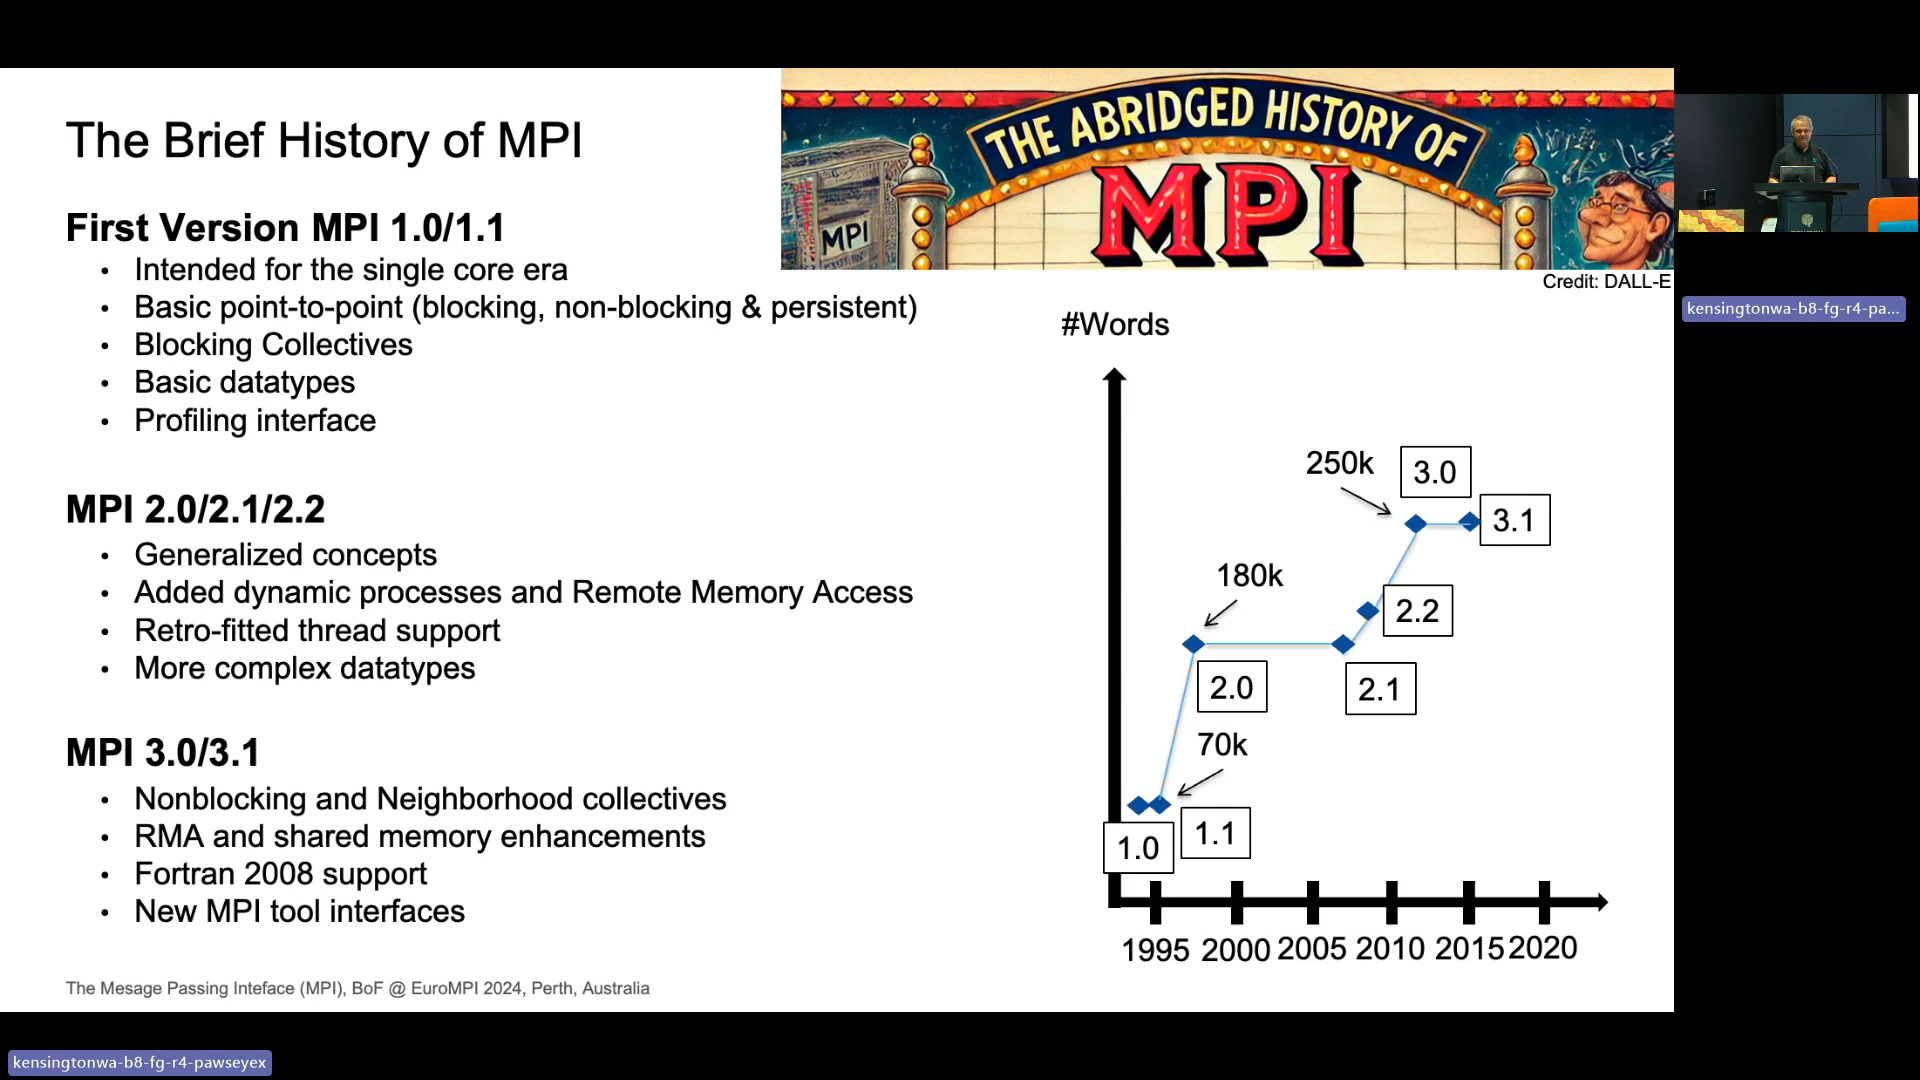 The Brief History of MPI
THE ABRIDGED HISTORY OF
MPI
MPI
Credit: DALL-E
First Version MPI 1.0/1.1
• Intended for the single core era
• Basic point-to-point (blocking, non-blocking & persistent)
• Blocking Collectives
• Basic datatypes
• Profiling interface
MPI 2.0/2.1/2.2
• Generalized concepts
• Added dynamic processes and Remote Memory Access
• Retro-fitted thread support
• More complex datatypes
MPI 3.0/3.1
• Nonblocking and Neighborhood collectives
• RMA and shared memory enhancements
• Fortran 2008 support
• New MPI tool interfaces
#Words
250k
3.0
3.1
180k
2.2
2.0
2.1
70k
1.1
1.0
1995 2000 2005 2010 2015 2020
The Mesage Passing Inteface (MPI), BoF @ EuroMPI 2024, Perth, Australia
kensingtonwa-b8-fg-r4-pa...
kensingtonwa-b8-fg-r4-pawseyex